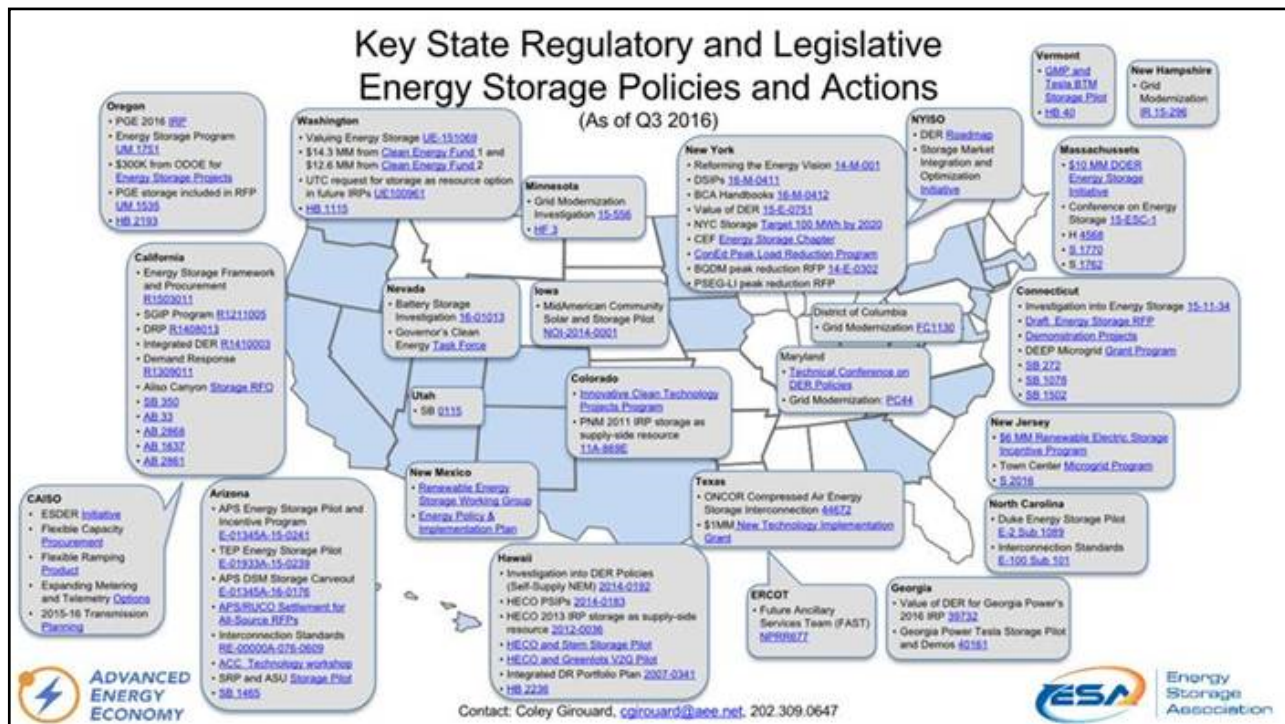 Key State Regulatory and Legislative
Energy Storage Policies and Actions
(As of Q3 2016)
Oregon
• PGE 2016 IRP
• Energy Storage Program
UM 1751
• $300K from ODOE for
Energy Storage Projects
• PGE storage included in RFP
UM 1535
• HB 2193
Washington
• Valuing Energy Storage UE-151069
• $14.3 MM from Clean Energy Fund 1 and
$12.6 MM from Clean Energy Fund 2
• UTC request for storage as resource option
in future IRPs UE100961
• HB 1115
Minnesota
• Grid Modernization
Investigation 15-556
• HF 3
New York
• Reforming the Energy Vision 14-M-001
• DSIPs 16-M-0411
• BCA Handbooks 16-M-0412
• Value of DER 15-E-0751
• NYC Storage Target 100 MWh by 2020
• CEF Energy Storage Chapter
• ConEd Peak Load Reduction Program
• BQDM peak reduction RFP 14-E-0302
• PSEG-LI peak reduction RFP
NYISO
• DER Roadmap
• Storage Market
Integration and
Optimization
Initiative
Vermont
• GMP and
Tesla BTM
Storage Pilot
• HB 40
New Hampshire
• Grid
Modernization
IR 15-296
Massachussets
• $10 MM DOER
Energy Storage
Initiative
• Conference on Energy
Storage 15-ESC-1
• H 4568
• S 1770
• S 1762
California
• Energy Storage Framework
and Procurement
R1503011
• SGIP Program R1211005
• DRP R1408013
• Integrated DER R1410003
• Demand Response
R1309011
• Aliso Canyon Storage RFO
• SB 350
• AB 33
• AB 2868
• AB 1637
• AB 2861
Nevada
• Battery Storage
Investigation 16-01013
• Governor's Clean
Energy Task Force
Iowa
• MidAmerican Community
Solar and Storage Pilot
NOI-2014-0001
District of Columbia
• Grid Modernization FC1130
Connecticut
• Investigation into Energy Storage 15-11-34
• Draft Energy Storage RFP
• Demonstration Projects
• DEEP Microgrid Grant Program
• SB 272
• SB 1078
• SB 1502
Maryland
• Technical Conference on
DER Policies
• Grid Modernization: PC44
Utah
• SB 0115
Colorado
• Innovative Clean Technology
Projects Program
• PNM 2011 IRP storage as
supply-side resource
11A-869E
New Jersey
• $6 MM Renewable Electric Storage
Incentive Program
• Town Center Microgrid Program
• S 2016
New Mexico
• Renewable Energy
Storage Working Group
• Energy Policy &
Implementation Plan
Texas
• ONCOR Compressed Air Energy
Storage Interconnection 44672
• $1MM New Technology Implementation
Grant
North Carolina
• Duke Energy Storage Pilot
E-2 Sub 1089
• Interconnection Standards
E-100 Sub 101
CAISO
• ESDER Initiative
• Flexible Capacity
Procurement
• Flexible Ramping
Product
• Expanding Metering
and Telemetry Options
• 2015-16 Transmission
Planning
Arizona
• APS Energy Storage Pilot and
Incentive Program
E-01345A-15-0241
• TEP Energy Storage Pilot
E-01933A-15-0239
• APS DSM Storage Carveout
E-01345A-16-0176
• APS/RUCO Settlement for
All-Source RFPs
• Interconnection Standards
RE-00000A-076-0609
• ACC Technology workshop
• SRP and ASU Storage Pilot
• SB 1465
Hawaii
• Investigation into DER Policies
(Self-Supply NEM) 2014-0192
• HECO PSIPs 2014-0183
• HECO 2013 IRP storage as supply-side
resource 2012-0036
• HECO and Stem Storage Pilot
• HECO and Greenlots V2G Pilot
• Integrated DR Portfolio Plan 2007-0341
• HB 2236
ERCOT
• Future Ancillary
Services Team (FAST)
NPRR677
Georgia
• Value of DER for Georgia Power's
2016 IRP 39732
• Georgia Power Tesla Storage Pilot
and Demos 40161
ADVANCED
ENERGY
ECONOMY
Contact: Coley Girouard, cgirouard@aee.net, 202.309.0647
ESA
Energy
Storage
Association